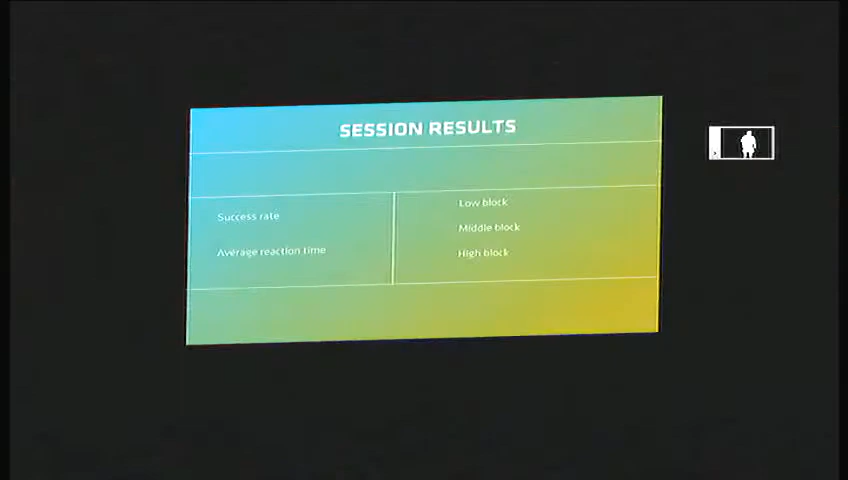 SESSION RESULTS
Success rate
Average reaction time
Low block
Middle block
High block